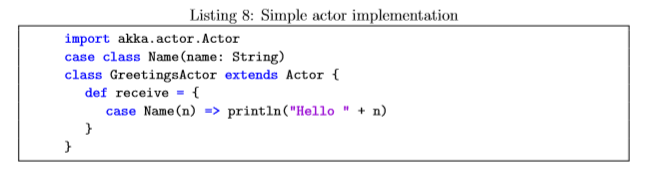 Listing 8: Simple actor implementation
import akka.actor.Actor
case class Name(name: String)
class GreetingsActor extends Actor {
def receive = {
case Name(n) => println("Hello " + n)
}
}